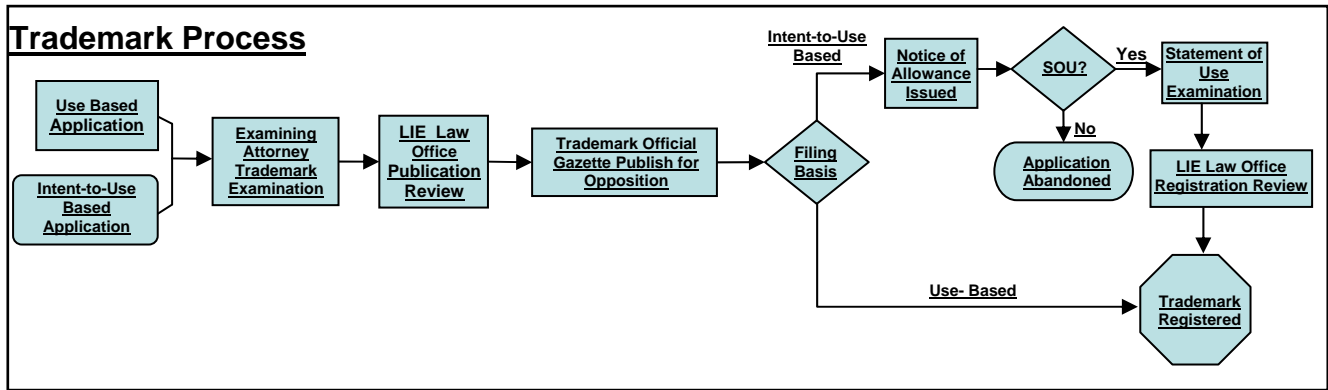 Trademark Process
Use Based
Application
Intent-to-Use
Based
Application
Examining
Attorney
Trademark
Examination
LIE Law
Office
Publication
Review
Trademark Official
Gazette Publish for
Opposition
Filing
Basis
Intent-to-Use
Based
Notice of
Allowance
Issued
SOU?
Yes
Statement of
Use
Examination
No
Application
Abandoned
LIE Law Office
Registration Review
Use- Based
Trademark
Registered